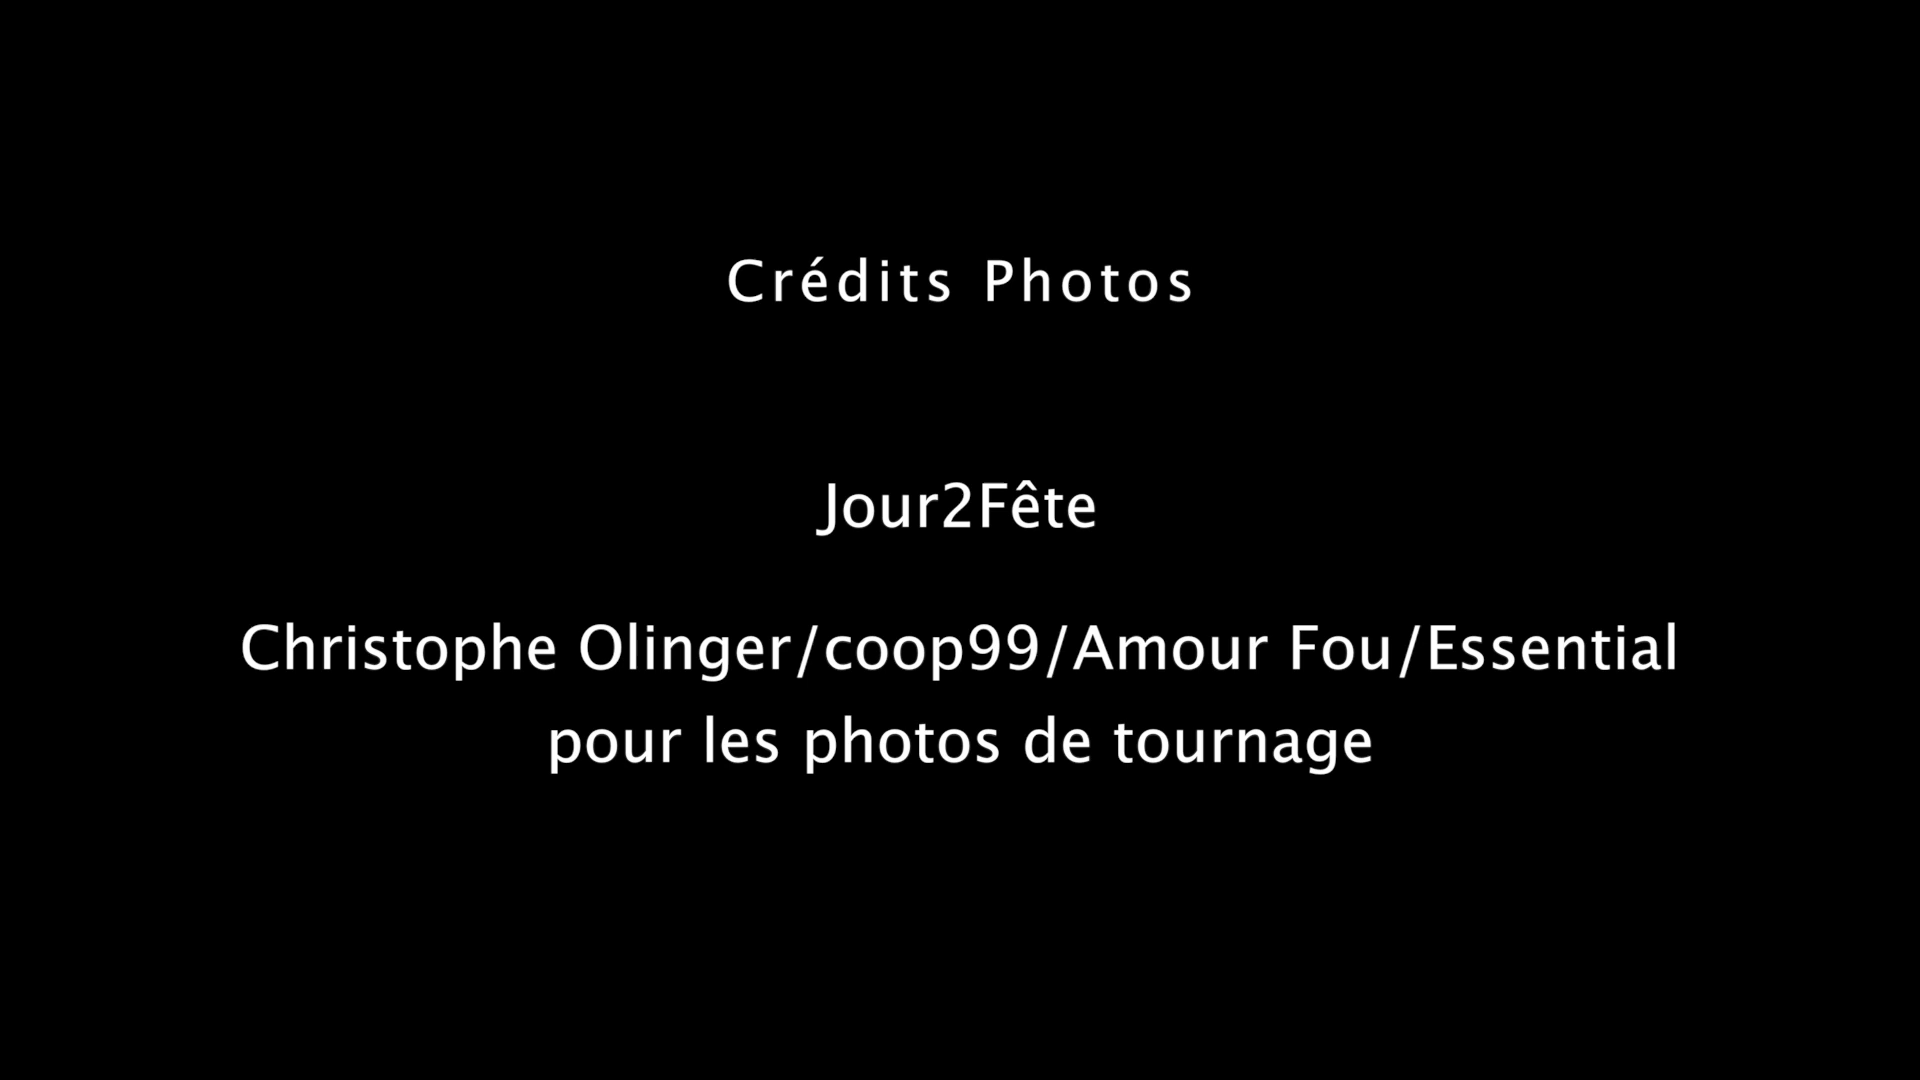 Crédits Photos
Jour2Fête
Christophe Olinger/coop99/Amour Fou/Essential
pour les photos de tournage